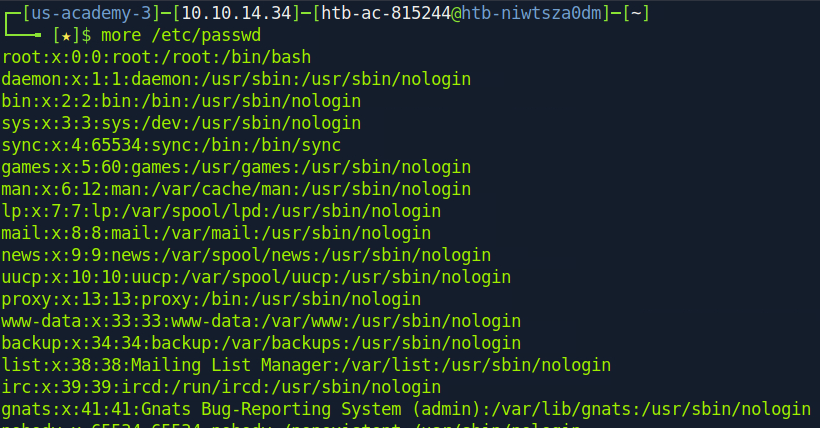 [us-academy-3]─[10.10.14.34]─[htb-ac-815244@htb-niwtsza0dm]─[~]
[★]$ more /etc/passwd
root:x:0:0:root:/root:/bin/bash
daemon:x:1:1:daemon:/usr/sbin:/usr/sbin/nologin
bin:x:2:2:bin:/bin:/usr/sbin/nologin
sys:x:3:3:sys:/dev:/usr/sbin/nologin
sync:x:4:65534:sync:/bin:/bin/sync
games:x:5:60:games:/usr/games:/usr/sbin/nologin
man:x:6:12:man:/var/cache/man:/usr/sbin/nologin
lp:x:7:7:lp:/var/spool/lpd:/usr/sbin/nologin
mail:x:8:8:mail:/var/mail:/usr/sbin/nologin
news:x:9:9:news:/var/spool/news:/usr/sbin/nologin
uucp:x:10:10:uucp:/var/spool/uucp:/usr/sbin/nologin
proxy:x:13:13:proxy:/bin:/usr/sbin/nologin
www-data:x:33:33:www-data:/var/www:/usr/sbin/nologin
backup:x:34:34:backup:/var/backups:/usr/sbin/nologin
list:x:38:38:Mailing List Manager:/var/list:/usr/sbin/nologin
irc:x:39:39:ircd:/run/ircd:/usr/sbin/nologin
gnats:x:41:41:Gnats Bug-Reporting System (admin):/var/lib/gnats:/usr/sbin/nologin